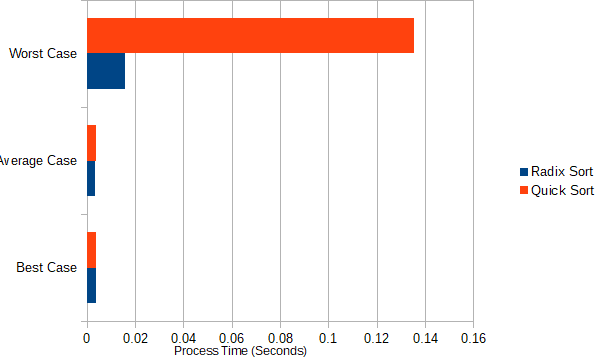 Worst Case
Average Case
Best Case
Radix Sort
Quick Sort
0 0.02 0.04 0.06 0.08 0.1 0.12 0.14 0.16
Process Time (Seconds)